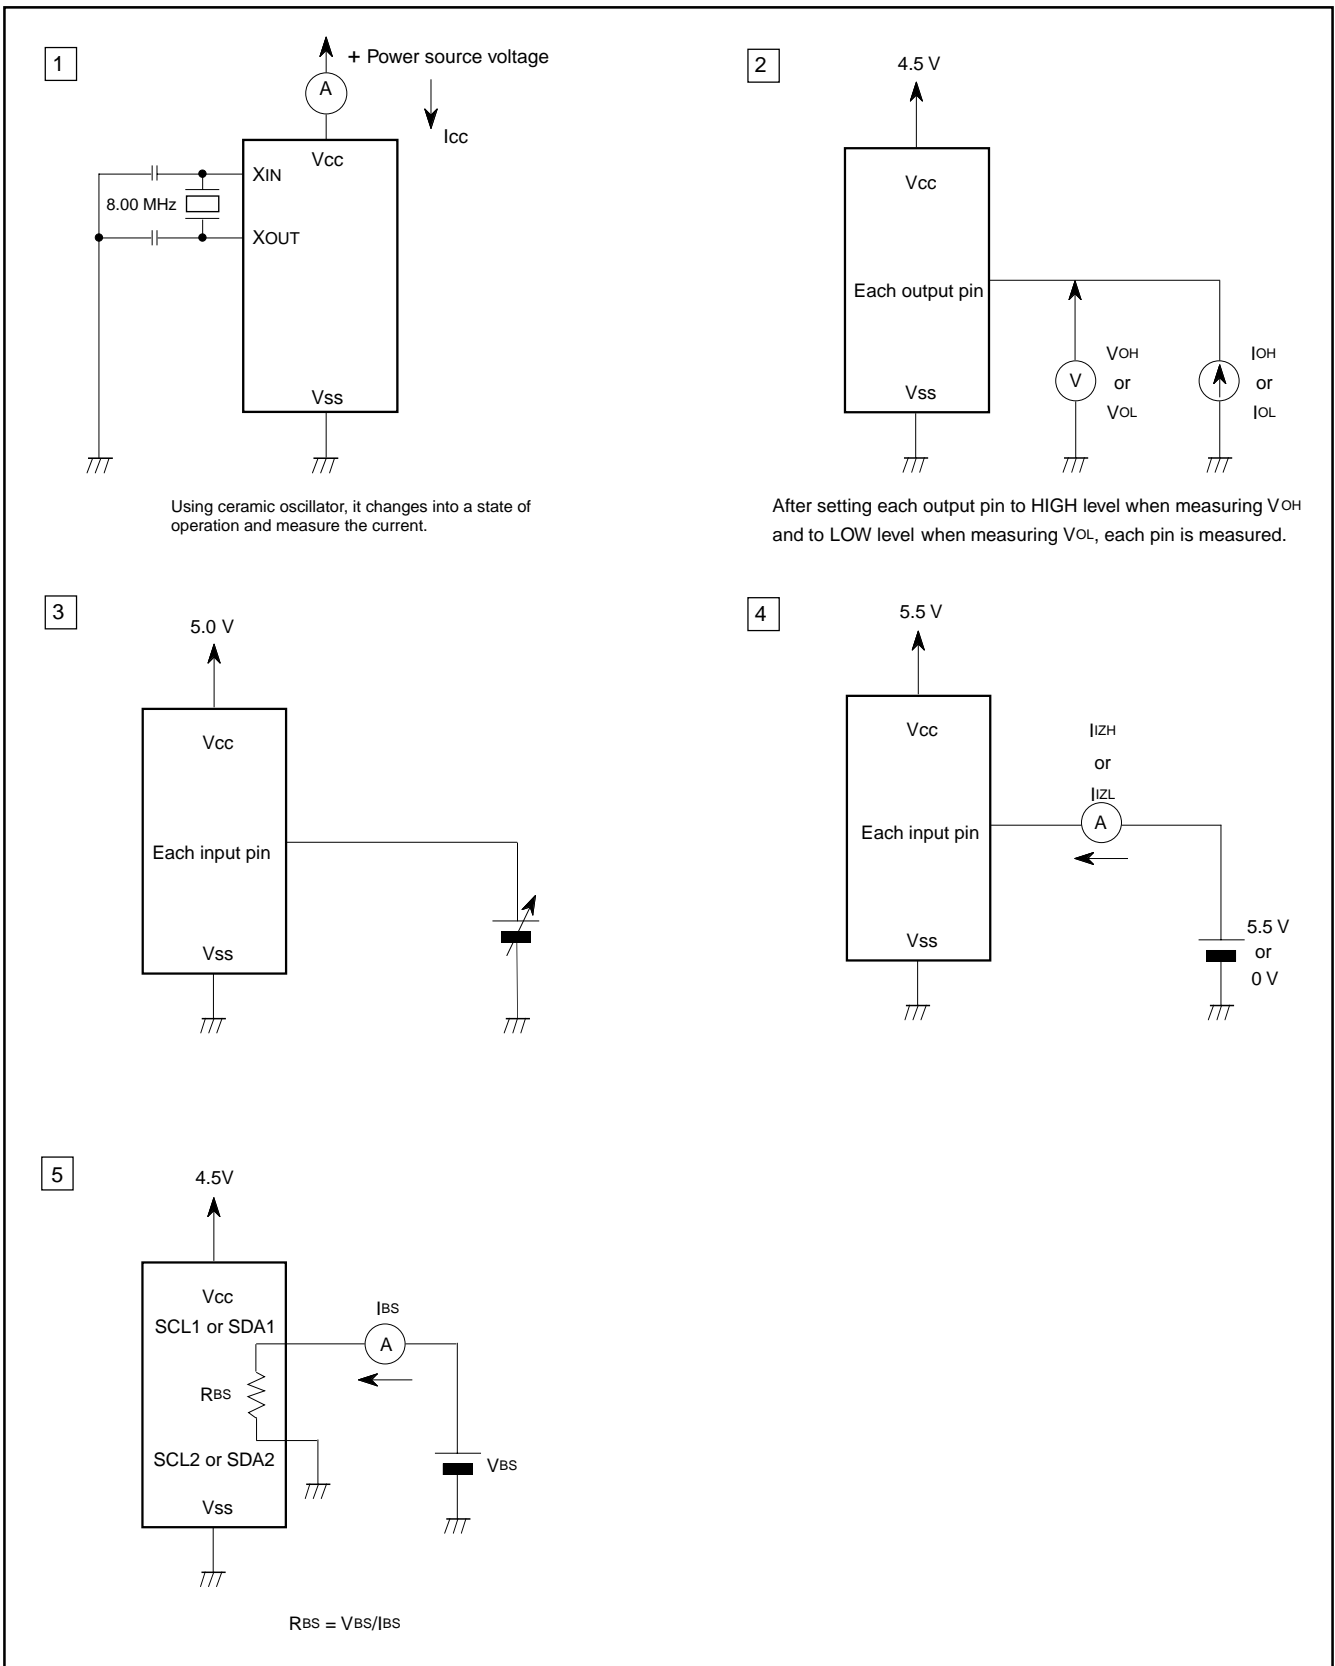 1
+ Power source voltage
A
Icc
Vcc
XIN
8.00 MHz
XOUT
Vss
Using ceramic oscillator, it changes into a state of
operation and measure the current.
2
4.5 V
Vcc
Each output pin
VOH
or
VOL
V
IOH
or
IOL
Vss
After setting each output pin to HIGH level when measuring VOH
and to LOW level when measuring VOL, each pin is measured.
3
5.0 V
Vcc
Each input pin
Vss
4
5.5 V
Vcc
IIZH
or
IIZL
A
Each input pin
Vss
5.5 V
or
0 V
5
4.5V
Vcc
SCL1 or SDA1
IBS
A
RBS
SCL2 or SDA2
VBS
Vss
RBS = VBS/IBS